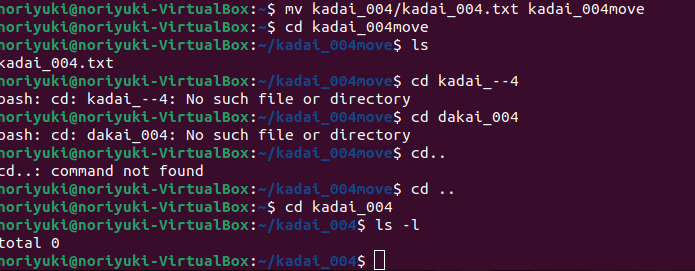 noriyuki@noriyuki-VirtualBox:~$ mv kadai_004/kadai_004.txt kadai_004move
noriyuki@noriyuki-VirtualBox:~$ cd kadai_004move
noriyuki@noriyuki-VirtualBox:~/kadai_004move$ ls
kadai_004.txt
noriyuki@noriyuki-VirtualBox:~/kadai_004move$ cd kadai_--4
bash: cd: kadai_--4: No such file or directory
noriyuki@noriyuki-VirtualBox:~/kadai_004move$ cd dakai_004
bash: cd: dakai_004: No such file or directory
noriyuki@noriyuki-VirtualBox:~/kadai_004move$ cd..
cd..: command not found
noriyuki@noriyuki-VirtualBox:~/kadai_004move$ cd ..
noriyuki@noriyuki-VirtualBox:~$ cd kadai_004
noriyuki@noriyuki-VirtualBox:~/kadai_004$ ls -l
total 0
noriyuki@noriyuki-VirtualBox:~/kadai_004$